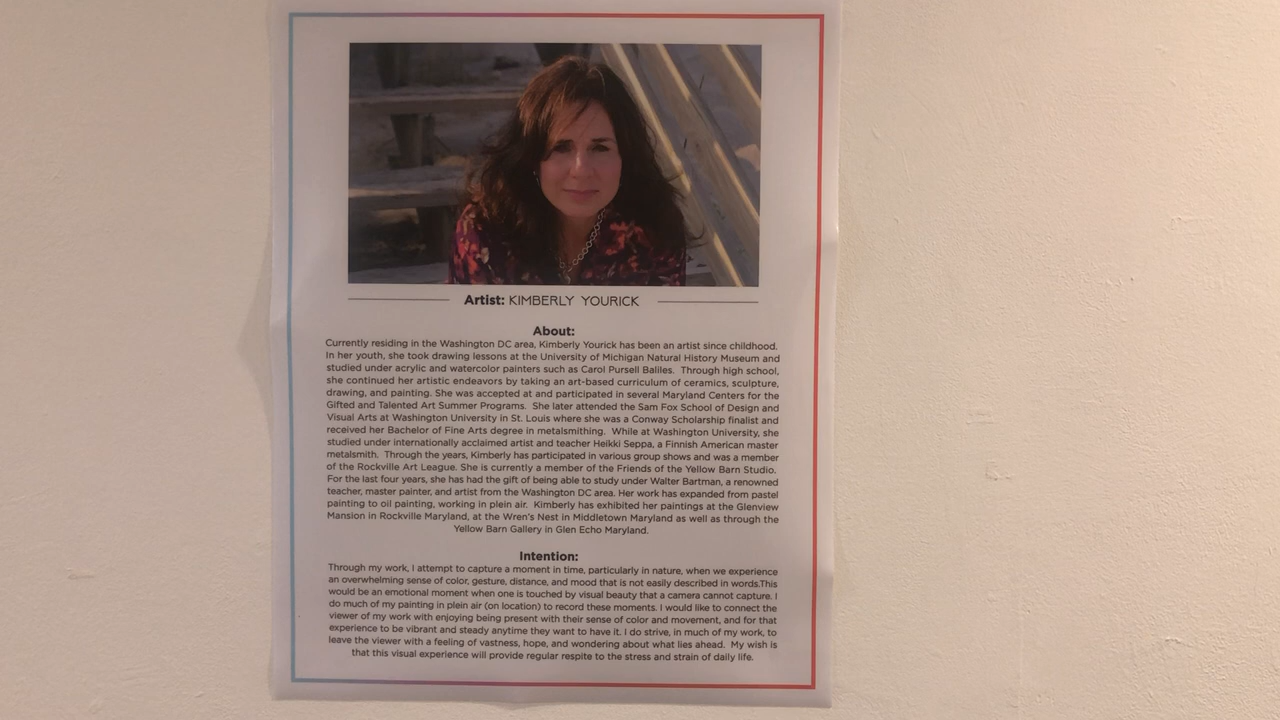 Artist: KIMBERLY YOURICK
About:
Currently residing in the Washington DC area, Kimberly Yourick has been an artist since childhood.
In her youth, she took drawing lessons at the University of Michigan Natural History Museum and
studied under acrylic and watercolor painters such as Carol Pursell Baliles. Through high school,
she continued her artistic endeavors by taking an art-based curriculum of ceramics, sculpture,
drawing, and painting. She was accepted at and participated in several Maryland Centers for the
Gifted and Talented Art Summer Programs. She later attended the Sam Fox School of Design and
Visual Arts at Washington University in St. Louis where she was a Conway Scholarship finalist and
received her Bachelor of Fine Arts degree in metalsmithing. While at Washington University, she
studied under internationally acclaimed artist and teacher Heikki Seppa, a Finnish American master
metalsmith. Through the years, Kimberly has participated in various group shows and was a member
of the Rockville Art League. She is currently a member of the Friends of the Yellow Barn Studio.
For the last four years, she has had the gift of being able to study under Walter Bartman, a renowned
teacher, master painter, and artist from the Washington DC area. Her work has expanded from pastel
painting to oil painting, working in plein air. Kimberly has exhibited her paintings at the Glenview
Mansion in Rockville Maryland, at the Wren's Nest in Middletown Maryland as well as through the
Yellow Barn Gallery in Glen Echo Maryland.
Intention:
Through my work, I attempt to capture a moment in time, particularly in nature, when we experience
an overwhelming sense of color, gesture, distance, and mood that is not easily described in words.This
would be an emotional moment when one is touched by visual beauty that a camera cannot capture. I
do much of my painting in plein air (on location) to record these moments. I would like to connect the
viewer of my work with enjoying being present with their sense of color and movement, and for that
experience to be vibrant and steady anytime they want to have it. I do strive, in much of my work, to
leave the viewer with a feeling of vastness, hope, and wondering about what lies ahead. My wish is
that this visual experience will provide regular respite to the stress and strain of daily life.